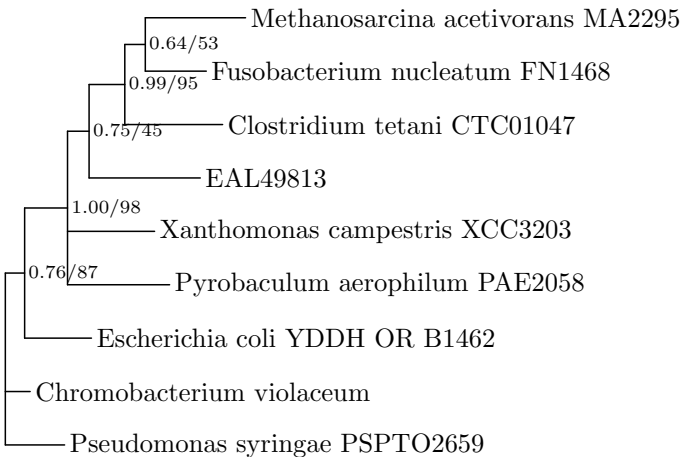 Methanosarcina acetivorans MA2295
0.64/53
Fusobacterium nucleatum FN1468
0.99/95
Clostridium tetani CTC01047
0.75/45
EAL49813
1.00/98
Xanthomonas campestris XCC3203
0.76/87
Pyrobaculum aerophilum PAE2058
Escherichia coli YDDH OR B1462
Chromobacterium violaceum
Pseudomonas syringae PSPTO2659